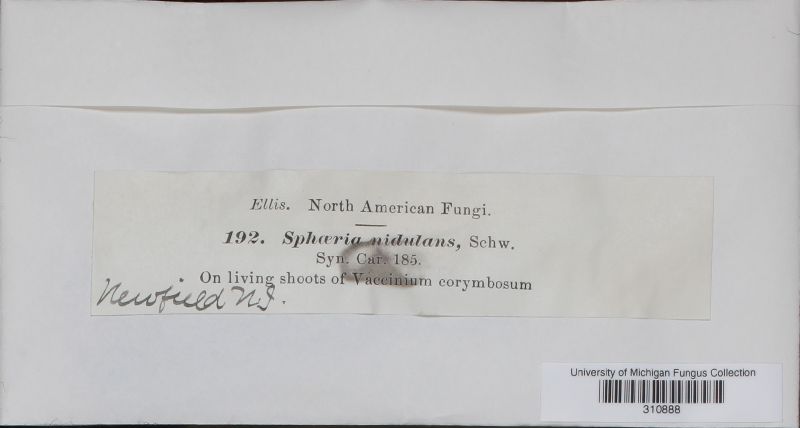 Ellis. North American Fungi.
192. Sphæria nidulans, Schw.
Syn. Car. 185.
On living shoots of Vaccinium corymbosum
Newfield NJ.
University of Michigan Fungus Collection
310888